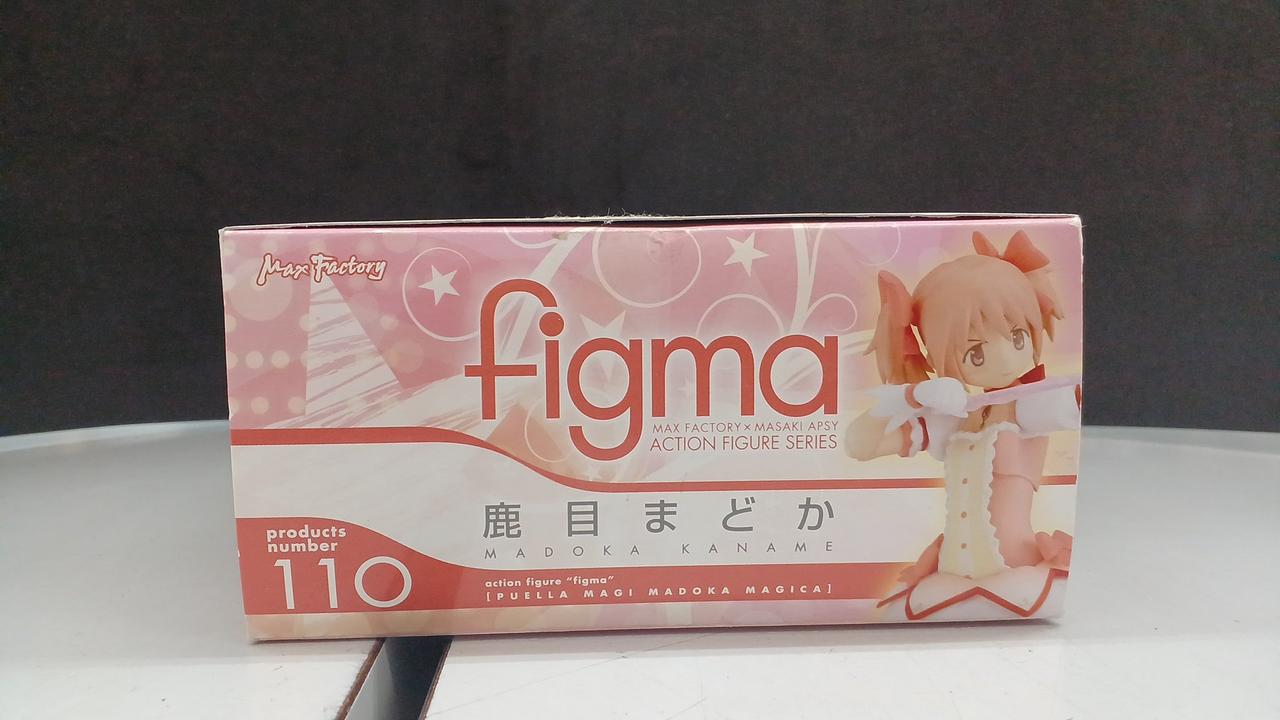 Max Factory
figma
MAX FACTORY × MASAKI APSY
ACTION FIGURE SERIES
鹿目まどか
MADOKA KANAME
products
number
110
action figure "figma"
[PUELLA MAGI MADOKA MAGICA]